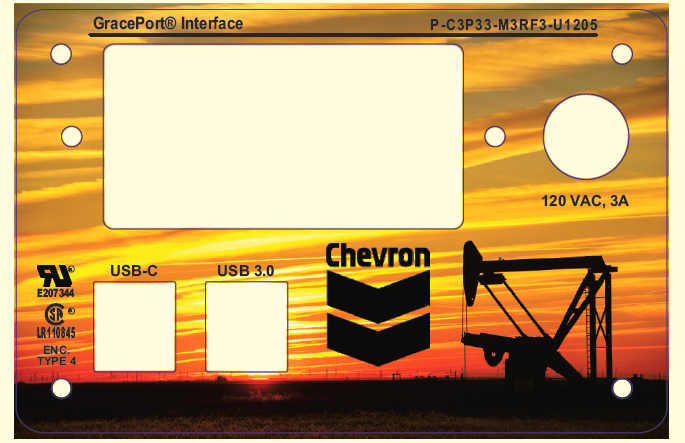 GracePort® Interface
P-C3P33-M3RF3-U1205
120 VAC, 3A
Chevron
USB-C
USB 3.0
E207344
LR110845
ENC.
TYPE 4